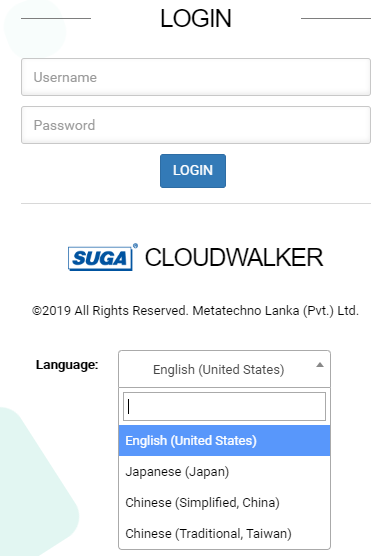 LOGIN
Username
Password
LOGIN
SUGA® CLOUDWALKER
©2019 All Rights Reserved. Metatechno Lanka (Pvt.) Ltd.
Language: English (United States)
English (United States)
Japanese (Japan)
Chinese (Simplified, China)
Chinese (Traditional, Taiwan)